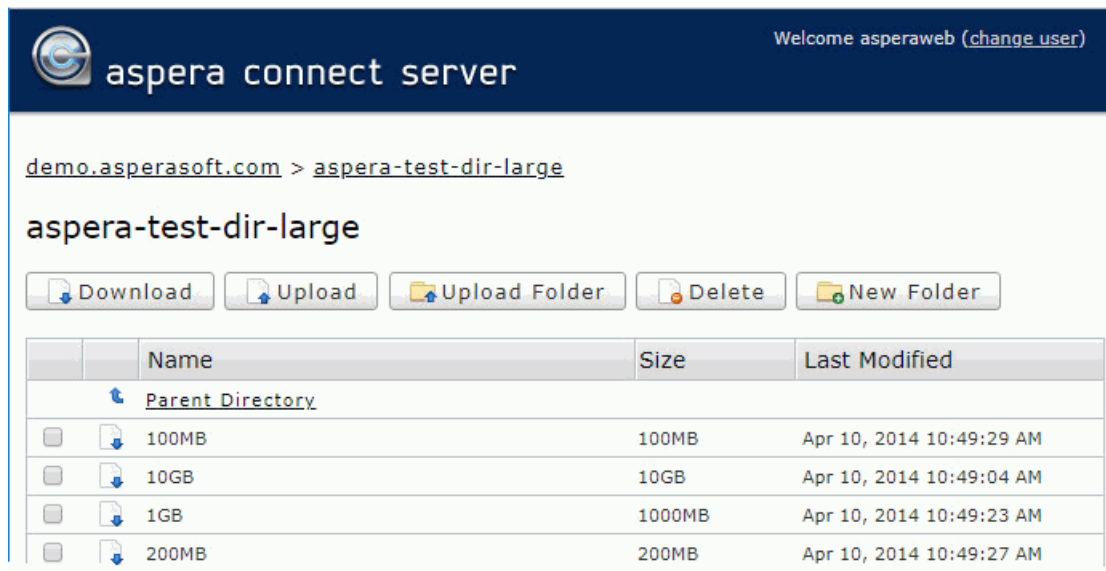 Welcome asperaweb (change user)
aspera connect server
demo.asperasoft.com > aspera-test-dir-large
aspera-test-dir-large
Download Upload Upload Folder Delete New Folder
Name Size Last Modified
Parent Directory
100MB 100MB Apr 10, 2014 10:49:29 AM
10GB 10GB Apr 10, 2014 10:49:04 AM
1GB 1000MB Apr 10, 2014 10:49:23 AM
200MB 200MB Apr 10, 2014 10:49:27 AM